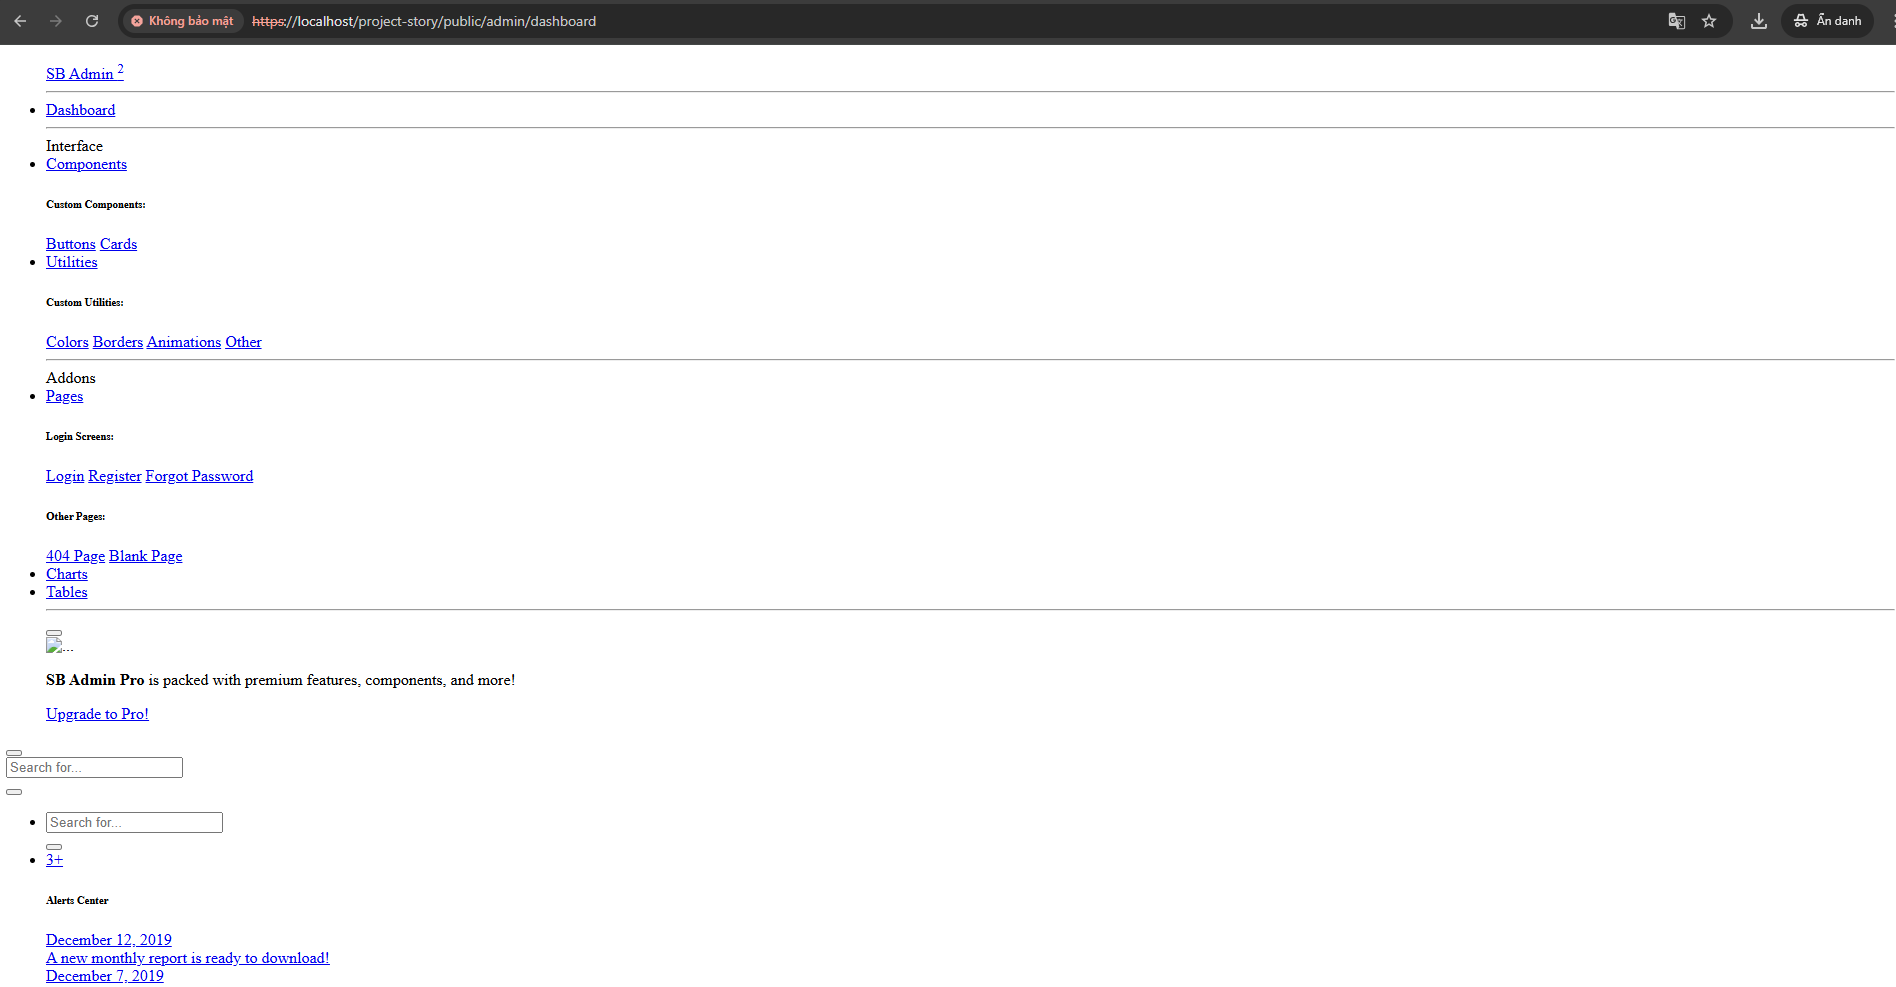 Không bảo mật https://localhost/project-story/public/admin/dashboard Ẩn danh
SB Admin 2
Dashboard
Interface
Components
Custom Components:
Buttons Cards
Utilities
Custom Utilities:
Colors Borders Animations Other
Addons
Pages
Login Screens:
Login Register Forgot Password
Other Pages:
404 Page Blank Page
Charts
Tables
...
SB Admin Pro is packed with premium features, components, and more!
Upgrade to Pro!
Search for...
Search for...
3+
Alerts Center
December 12, 2019
A new monthly report is ready to download!
December 7, 2019